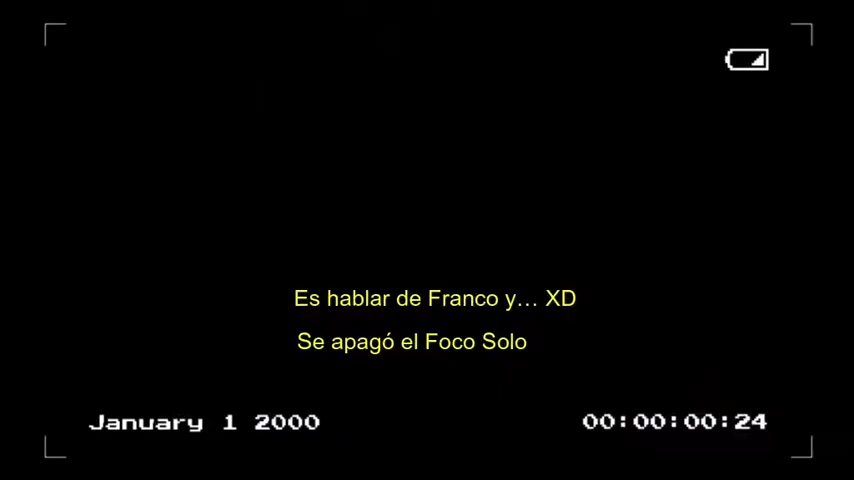 Es hablar de Franco y... XD
Se apagó el Foco Solo
January 1 2000
00:00:00:24